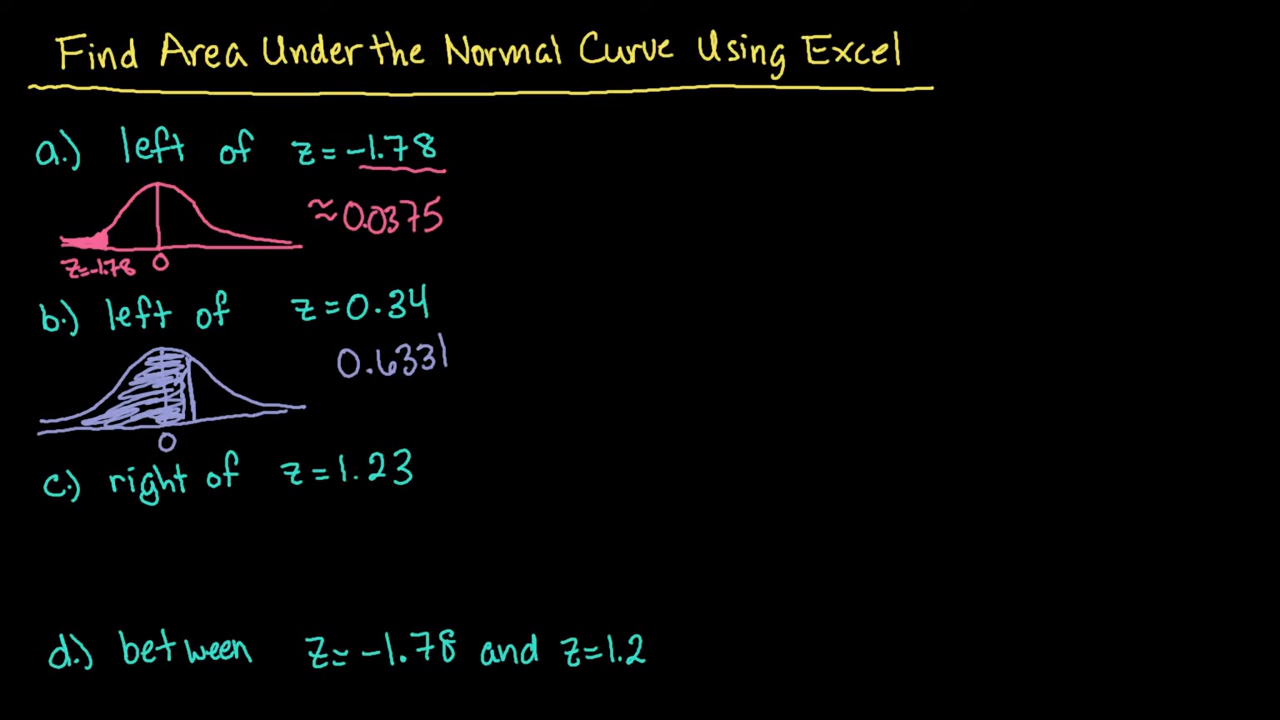 Find Area Under the Normal Curve Using Excel
a.) left of z = -1.78
≈ 0.0375
z=-1.78 0
b.) left of z = 0.34
0.6331
0
c.) right of z = 1.23
d.) between z = -1.78 and z = 1.2